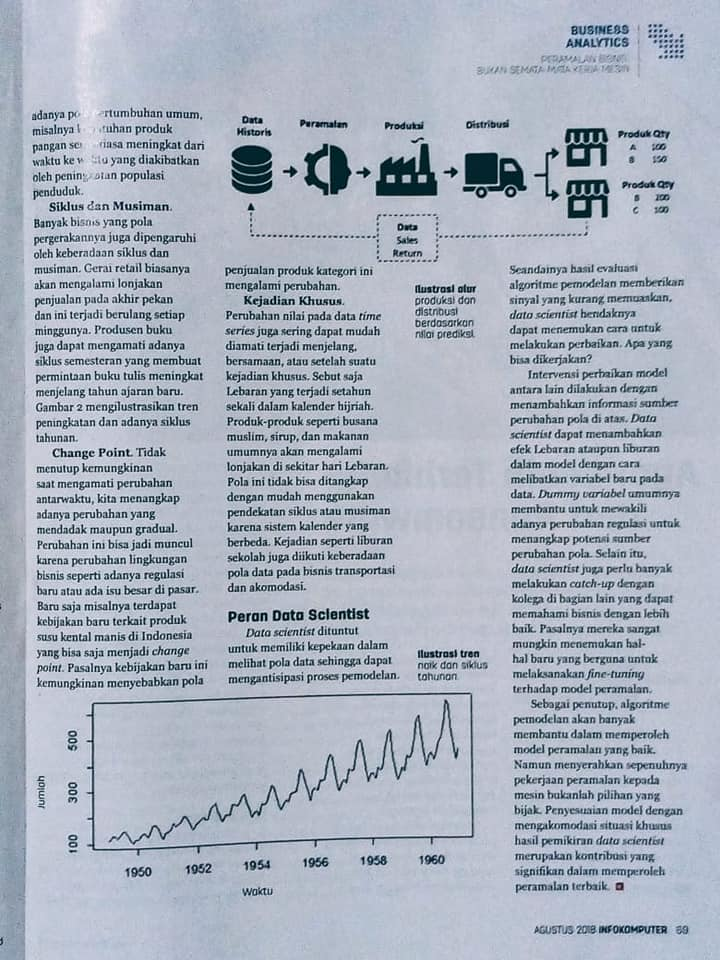 BUSINESS
ANALYTICS
PERAMALAN BISNIS:
BUKAN SEMATA-MATA KERJA MESIN
adanya pertumbuhan umum,
misalnya produk
pangan meningkat dari
waktu ke yang diakibatkan
oleh peningkatan populasi
penduduk.
Siklus dan Musiman.
Banyak bisnis yang pola
pergerakannya juga dipengaruhi
oleh keberadaan siklus dan
musiman. Gerai retail biasanya
akan mengalami lonjakan
penjualan pada akhir pekan
dan ini terjadi berulang setiap
minggunya. Produsen buku
juga dapat mengamati adanya
siklus semesteran yang membuat
permintaan buku tulis meningkat
menjelang tahun ajaran baru.
Gambar 2 mengilustrasikan tren
peningkatan dan adanya siklus
tahunan.
Change Point. Tidak
menutup kemungkinan
saat mengamati perubahan
antarwaktu, kita menangkap
adanya perubahan yang
mendadak maupun gradual.
Perubahan ini bisa jadi muncul
karena perubahan lingkungan
bisnis seperti adanya regulasi
baru atau ada isu besar di pasar.
Baru saja misalnya terdapat
kebijakan baru terkait produk
susu kental manis di Indonesia
yang bisa saja menjadi change
point. Pasalnya kebijakan baru ini
kemungkinan menyebabkan pola
Data
Historis
Peramalan
Produksi
Distribusi
Produk Qty
A 100
B 150
Produk Qty
B 200
C 100
Data
Sales
Return
Ilustrasi alur
produksi dan
distribusi
berdasarkan
nilai prediksi.
penjualan produk kategori ini
mengalami perubahan.
Kejadian Khusus.
Perubahan nilai pada data time
series juga sering dapat mudah
diamati terjadi menjelang,
bersamaan, atau setelah suatu
kejadian khusus. Sebut saja
Lebaran yang terjadi setahun
sekali dalam kalender hijriah.
Produk-produk seperti busana
muslim, sirup, dan makanan
umumnya akan mengalami
lonjakan di sekitar hari Lebaran.
Pola ini tidak bisa ditangkap
dengan mudah menggunakan
pendekatan siklus atau musiman
karena sistem kalender yang
berbeda. Kejadian seperti liburan
sekolah juga diikuti keberadaan
pola data pada bisnis transportasi
dan akomodasi.
Peran Data Scientist
Data scientist dituntut
untuk memiliki kepekaan dalam
melihat pola data sehingga dapat
mengantisipasi proses pemodelan.
Ilustrasi tren
naik dan siklus
tahunan.
Jumlah
500
300
100
1950 1952 1954 1956 1958 1960
Waktu
Seandainya hasil evaluasi
algoritme pemodelan memberikan
sinyal yang kurang memuaskan,
data scientist hendaknya
dapat menemukan cara untuk
melakukan perbaikan. Apa yang
bisa dikerjakan?
Intervensi perbaikan model
antara lain dilakukan dengan
menambahkan informasi sumber
perubahan pola di atas. Data
scientist dapat menambahkan
efek Lebaran ataupun liburan
dalam model dengan cara
melibatkan variabel baru pada
data. Dummy variabel umumnya
membantu untuk mewakili
adanya perubahan regulasi untuk
menangkap potensi sumber
perubahan pola. Selain itu,
data scientist juga perlu banyak
melakukan catch-up dengan
kolega di bagian lain yang dapat
memahami bisnis dengan lebih
baik. Pasalnya mereka sangat
mungkin menemukan hal-
hal baru yang berguna untuk
melaksanakan fine-tuning
terhadap model peramalan.
Sebagai penutup, algoritme
pemodelan akan banyak
membantu dalam memperoleh
model peramalan yang baik.
Namun menyerahkan sepenuhnya
pekerjaan peramalan kepada
mesin bukanlah pilihan yang
bijak. Penyesuaian model dengan
mengakomodasi situasi khusus
hasil pemikiran data scientist
merupakan kontribusi yang
signifikan dalam memperoleh
peramalan terbaik.
AGUSTUS 2018 INFOKOMPUTER 69